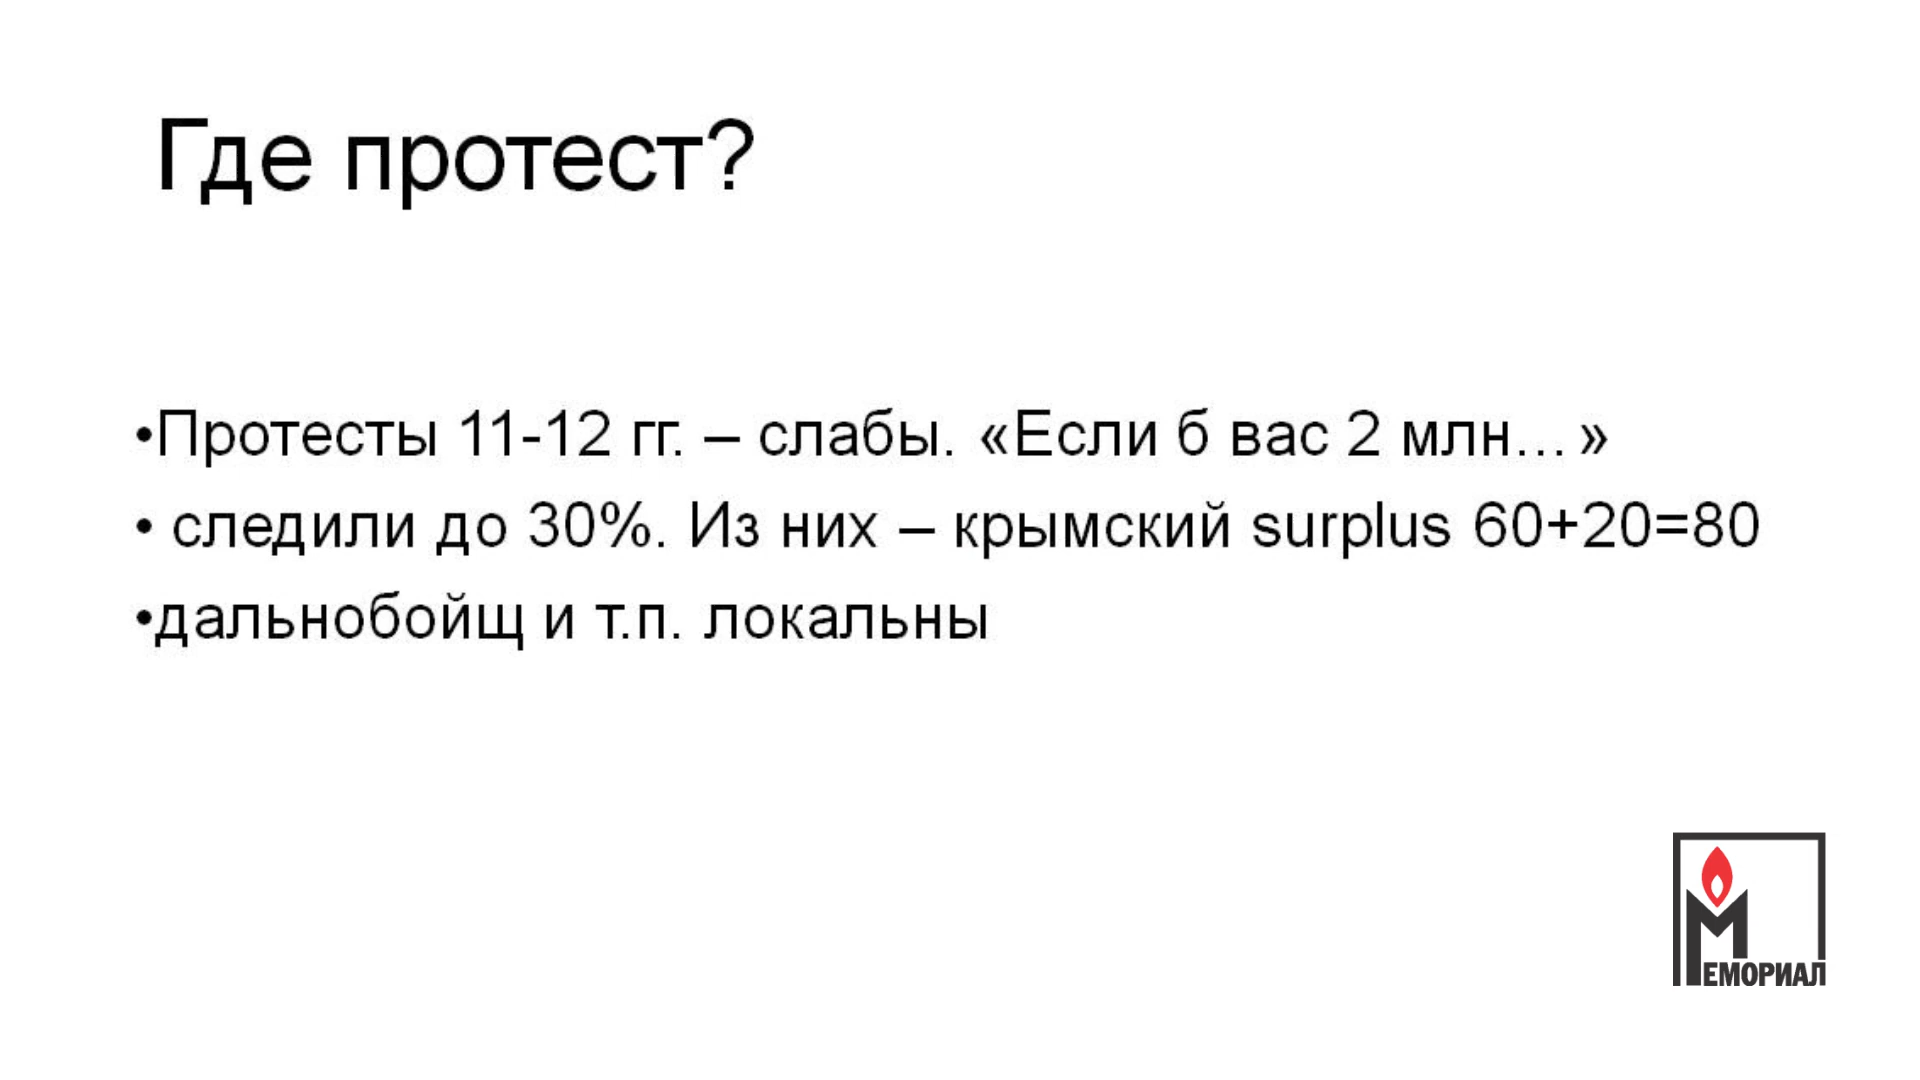 Где протест?
•Протесты 11-12 гг. – слабы. «Если б вас 2 млн... »
• следили до 30%. Из них – крымский surplus 60+20=80
•дальнобойщ и т.п. локальны
МЕМОРИАЛ